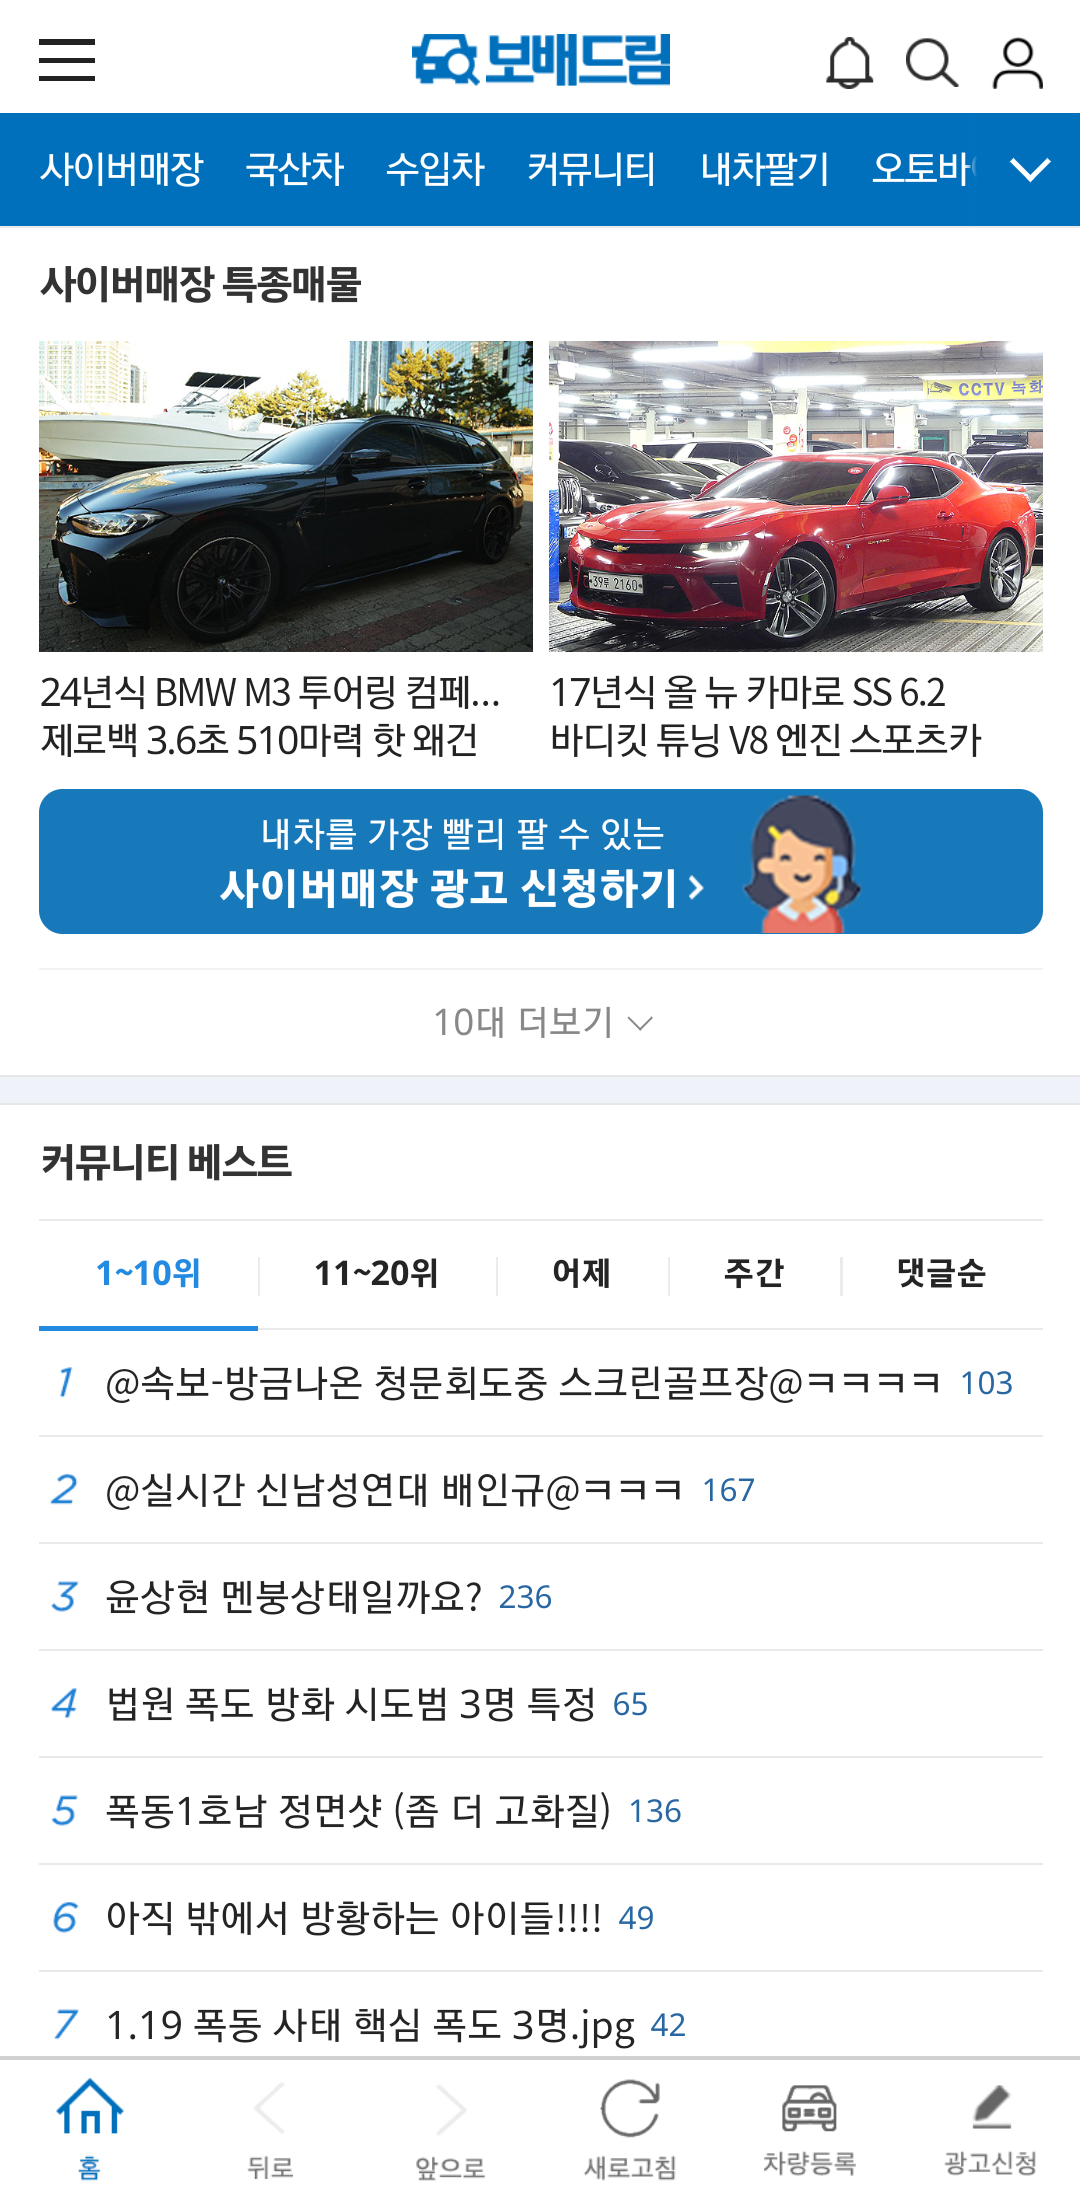 보배드림
사이버매장 국산차 수입차 커뮤니티 내차팔기 오토바
사이버매장 특종매물
CCTV 녹화
39루 2160
24년식 BMW M3 투어링 컴페...
제로백 3.6초 510마력 핫 왜건
17년식 올 뉴 카마로 SS 6.2
바디킷 튜닝 V8 엔진 스포츠카
내차를 가장 빨리 팔 수 있는
사이버매장 광고 신청하기
10대 더보기
커뮤니티 베스트
1~10위 11~20위 어제 주간 댓글순
1 @속보-방금나온 청문회도중 스크린골프장@ㅋㅋㅋㅋ 103
2 @실시간 신남성연대 배인규@ㅋㅋㅋ 167
3 윤상현 멘붕상태일까요? 236
4 법원 폭도 방화 시도범 3명 특정 65
5 폭동1호남 정면샷 (좀 더 고화질) 136
6 아직 밖에서 방황하는 아이들!!!! 49
7 1.19 폭동 사태 핵심 폭도 3명.jpg 42
홈 뒤로 앞으로 새로고침 차량등록 광고신청